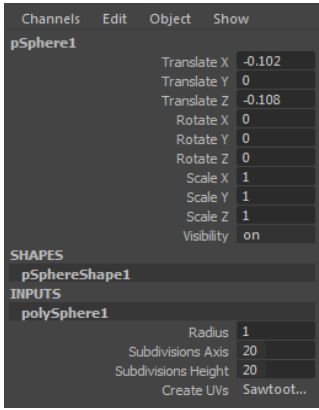 Channels Edit Object Show
pSphere1
Translate X -0.102
Translate Y 0
Translate Z -0.108
Rotate X 0
Rotate Y 0
Rotate Z 0
Scale X 1
Scale Y 1
Scale Z 1
Visibility on
SHAPES
pSphereShape1
INPUTS
polySphere1
Radius 1
Subdivisions Axis 20
Subdivisions Height 20
Create UVs Sawtoot...